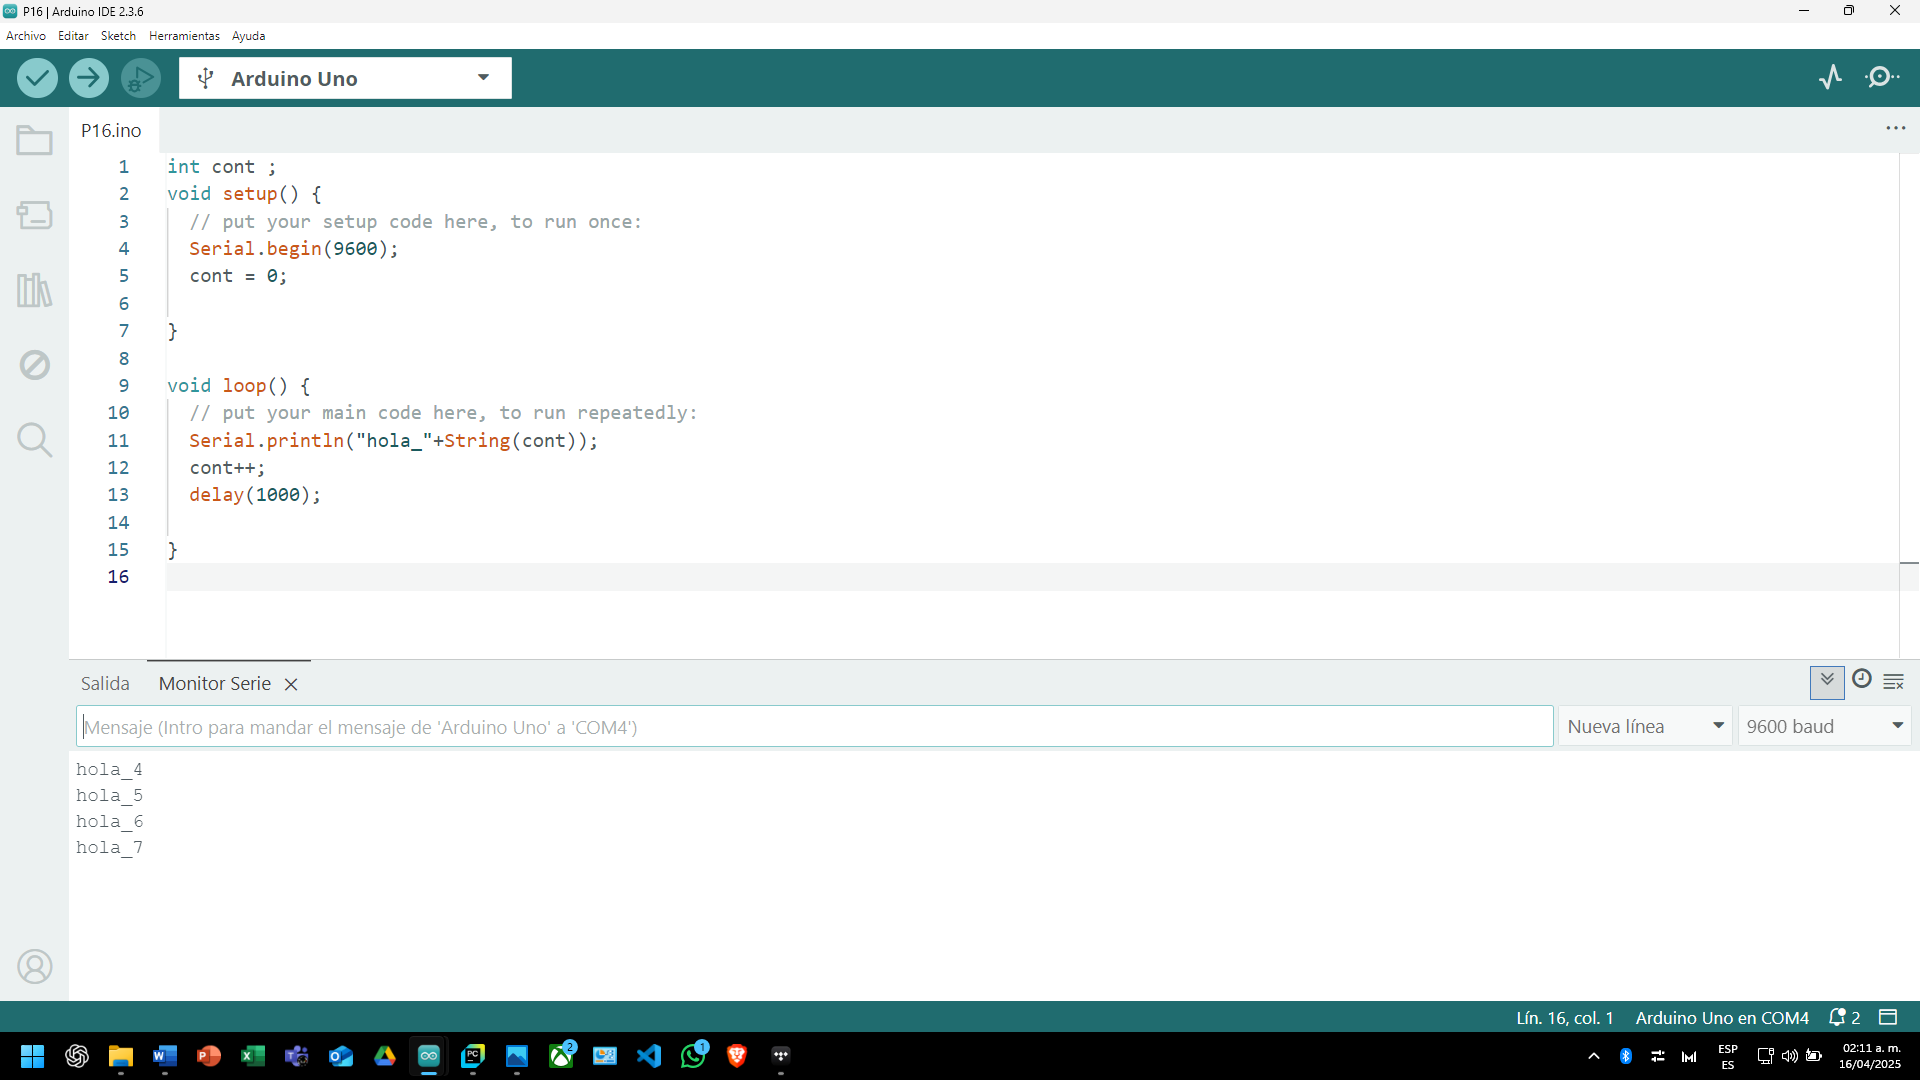 P16 | Arduino IDE 2.3.6
Archivo Editar Sketch Herramientas Ayuda
Arduino Uno
P16.ino
1 int cont ;
2 void setup() {
3 // put your setup code here, to run once:
4 Serial.begin(9600);
5 cont = 0;
6
7 }
8
9 void loop() {
10 // put your main code here, to run repeatedly:
11 Serial.println("hola_"+String(cont));
12 cont++;
13 delay(1000);
14
15 }
16
Salida Monitor Serie
Mensaje (Intro para mandar el mensaje de 'Arduino Uno' a 'COM4') Nueva línea 9600 baud
hola_4
hola_5
hola_6
hola_7
Lín. 16, col. 1 Arduino Uno en COM4 2
2 1
ESP
ES
02:11 a. m.
16/04/2025